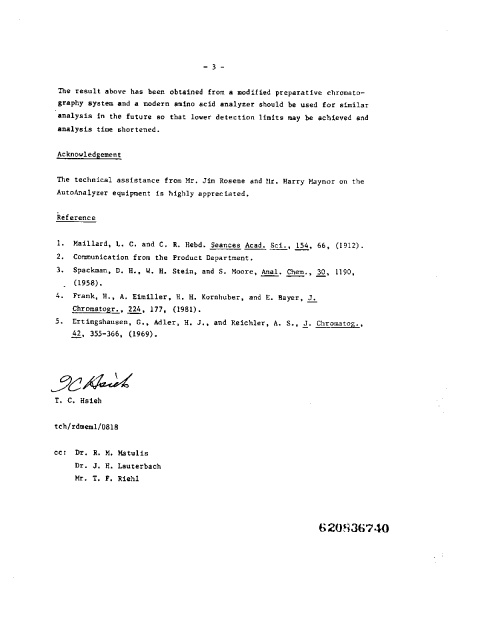 - 3 -
The result above has been obtained from a modified preparative chromato-
graphy system and a modern amino acid analyzer should be used for similar
analysis in the future so that lower detection limits may be achieved and
analysis time shortened.
Acknowledgement
The technical assistance from Mr. Jim Rosene and Mr. Harry Maynor on the
AutoAnalyzer equipment is highly appreciated.
Reference
1. Maillard, L. C. and C. R. Hebd. Seances Acad. Sci., 154, 66, (1912).
2. Communication from the Product Department.
3. Spackman, D. H., W. H. Stein, and S. Moore, Anal. Chem., 30, 1190,
(1958).
4. Frank, H., A. Eimiller, H. H. Kornhuber, and E. Bayer, J.
Chromatogr., 224, 177, (1981).
5. Ertingshausen, G., Adler, H. J., and Reichler, A. S., J. Chromatog.,
42, 355-366, (1969).
T C Hsieh
T. C. Hsieh
tch/rdmeml/0818
cc: Dr. R. M. Matulis
Dr. J. H. Lauterbach
Mr. T. F. Riehl
620836740